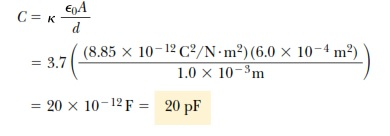 C = κ ϵ₀A / d
= 3.7 ( (8.85 × 10⁻¹² C²/N·m²)(6.0 × 10⁻⁴ m²) / 1.0 × 10⁻³ m )
= 20 × 10⁻¹² F = 20 pF